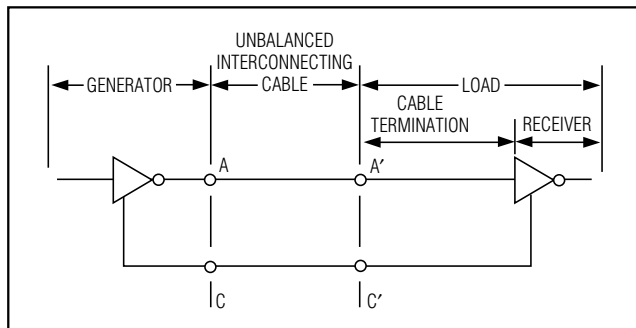 UNBALANCED
INTERCONNECTING
CABLE
GENERATOR
LOAD
CABLE
TERMINATION
RECEIVER
A
A′
C
C′